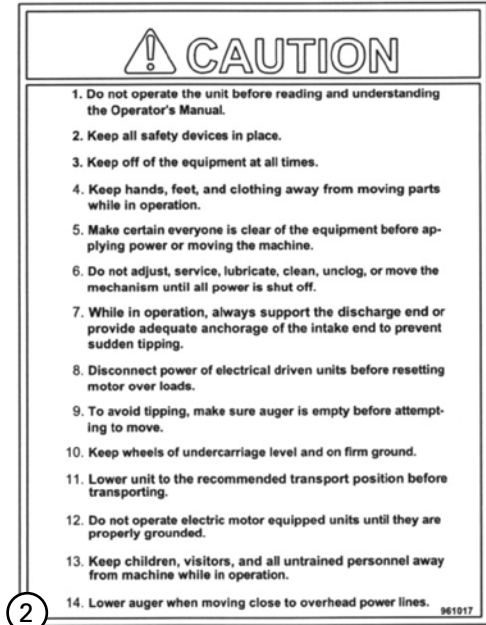 CAUTION
1. Do not operate the unit before reading and understanding
the Operator's Manual.
2. Keep all safety devices in place.
3. Keep off of the equipment at all times.
4. Keep hands, feet, and clothing away from moving parts
while in operation.
5. Make certain everyone is clear of the equipment before ap-
plying power or moving the machine.
6. Do not adjust, service, lubricate, clean, unclog, or move the
mechanism until all power is shut off.
7. While in operation, always support the discharge end or
provide adequate anchorage of the intake end to prevent
sudden tipping.
8. Disconnect power of electrical driven units before resetting
motor over loads.
9. To avoid tipping, make sure auger is empty before attempt-
ing to move.
10. Keep wheels of undercarriage level and on firm ground.
11. Lower unit to the recommended transport position before
transporting.
12. Do not operate electric motor equipped units until they are
properly grounded.
13. Keep children, visitors, and all untrained personnel away
from machine while in operation.
14. Lower auger when moving close to overhead power lines.
961017
2